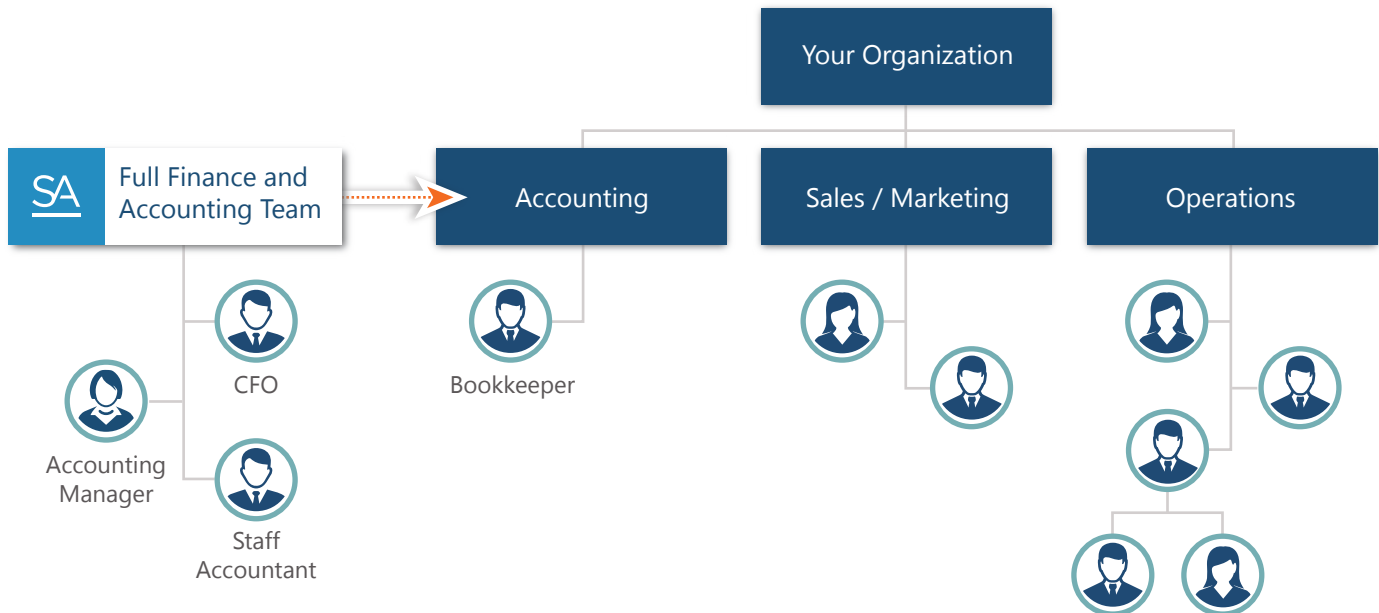 Your Organization
SA
Full Finance and
Accounting Team
Accounting
Sales / Marketing
Operations
CFO
Bookkeeper
Accounting
Manager
Staff
Accountant